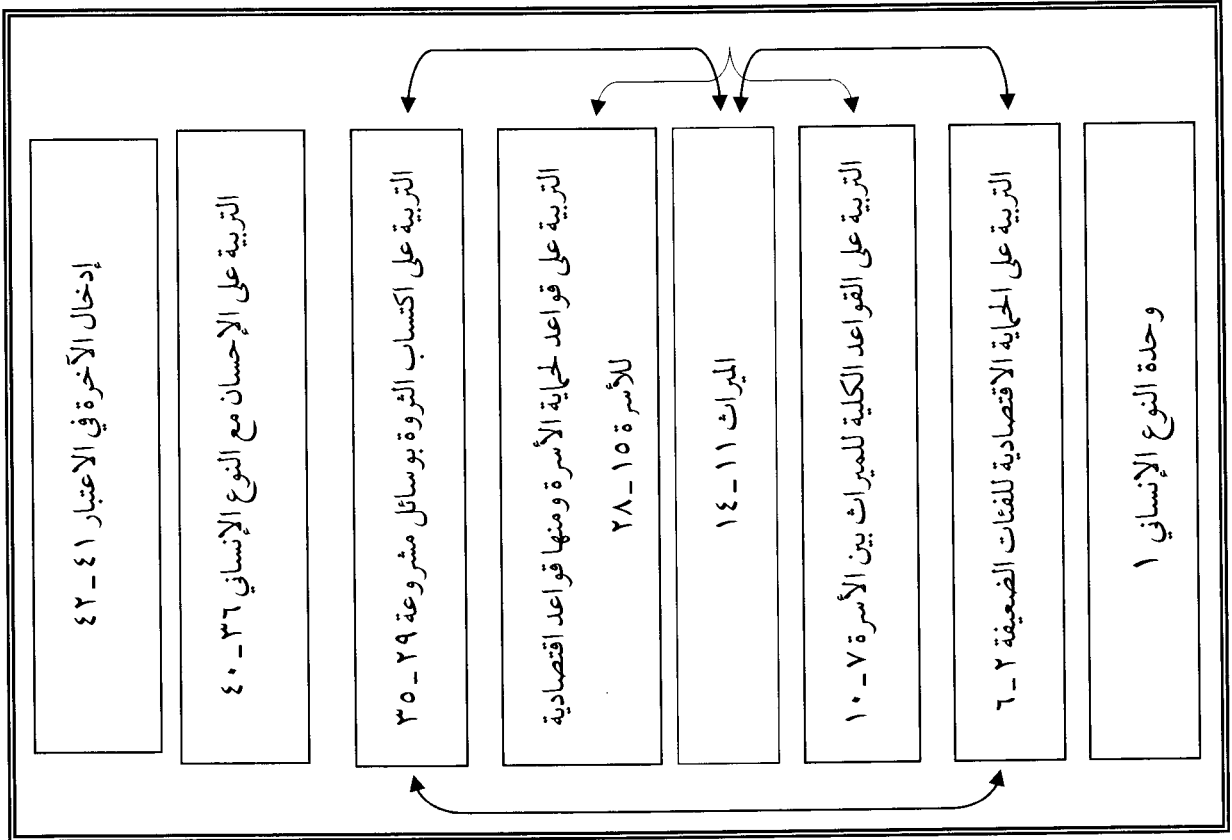 وحدة النوع الإنساني ١
التربية على الحماية الاقتصادية للفئات الضعيفة ٢ـ٦
التربية على القواعد الكلية للميراث بين الأسرة ٧ـ١٠
الميراث ١١ـ١٤
التربية على قواعد لحماية الأسرة ومنها قواعد اقتصادية
للأسرة ١٥ـ٢٨
التربية على اكتساب الثروة بوسائل مشروعة ٢٩ـ٣٥
التربية على الإحسان مع النوع الإنساني ٣٦ـ٤٠
إدخال الآخرة في الاعتبار ٤١ـ٤٢